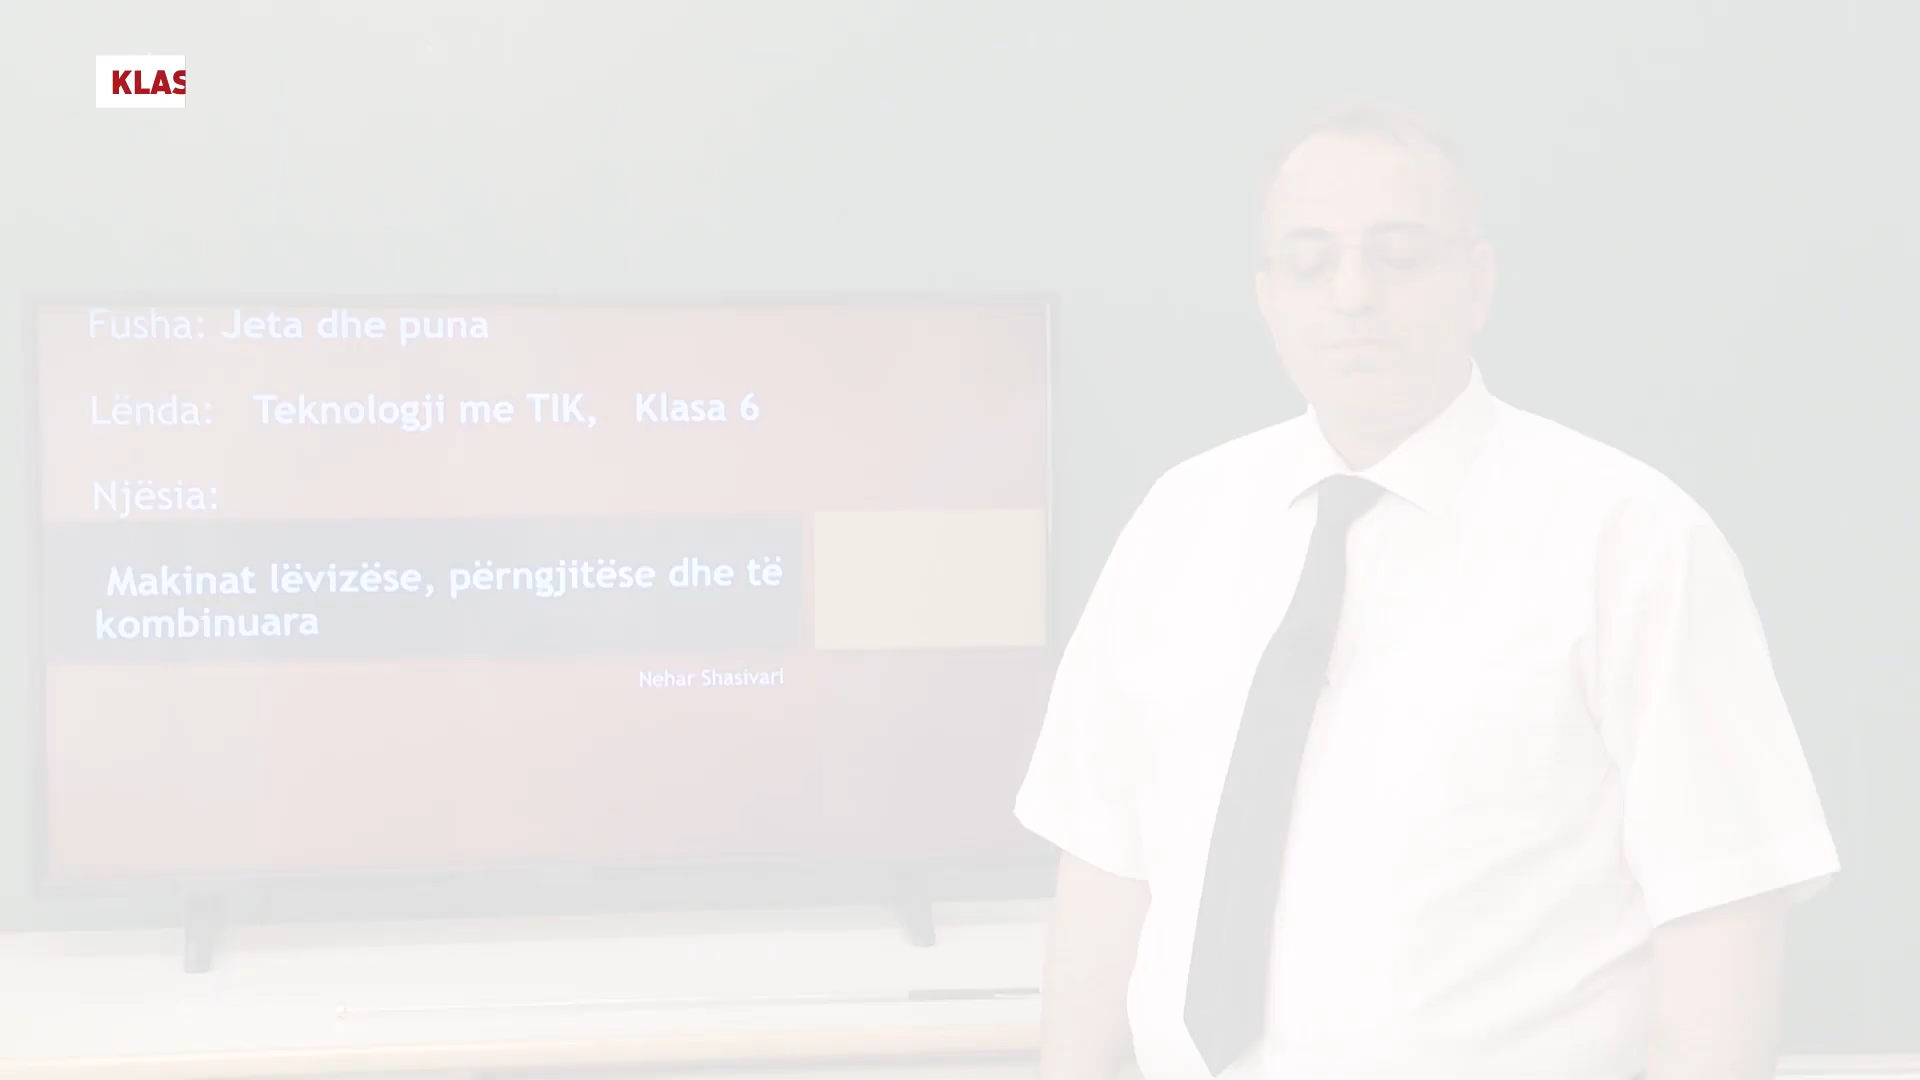 KLAS
Fusha: Jeta dhe puna
Lënda: Teknologji me TIK, Klasa 6
Njësia:
Makinat lëvizëse, përngjitëse dhe të
kombinuara
Nehar Shasivari